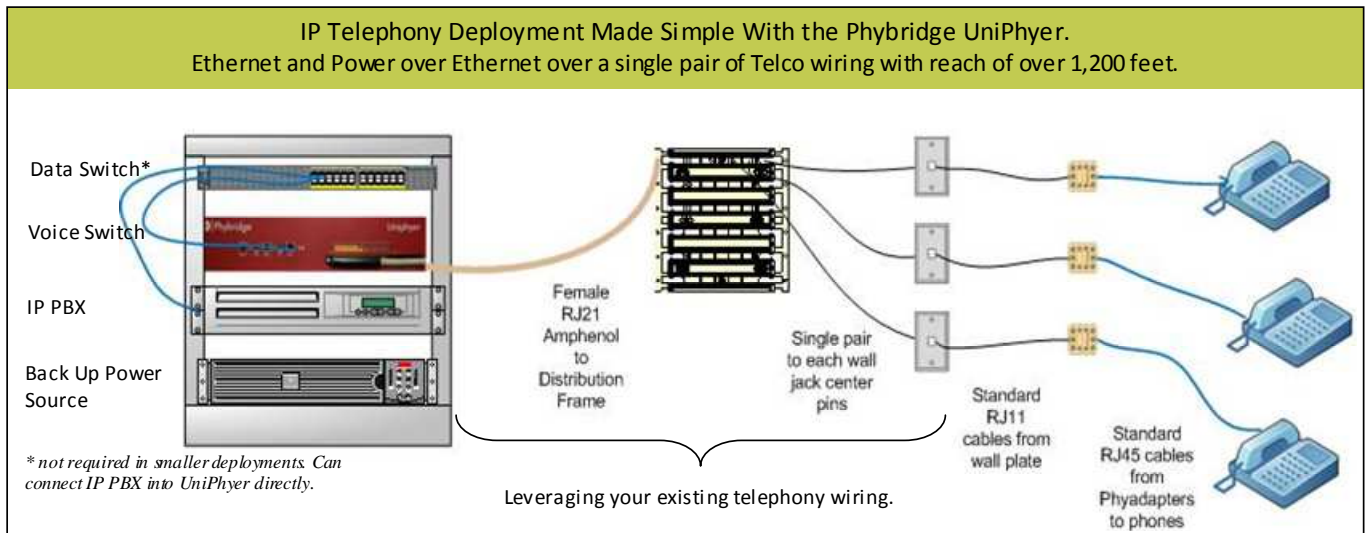 IP Telephony Deployment Made Simple With the Phybridge UniPhyer.
Ethernet and Power over Ethernet over a single pair of Telco wiring with reach of over 1,200 feet.
Data Switch*
Voice Switch
IP PBX
Back Up Power
Source
Phybridge
Uniphyer
* not required in smaller deployments. Can
connect IP PBX into UniPhyer directly.
Female
RJ21
Amphenol
to
Distribution
Frame
Single pair
to each wall
jack center
pins
Standard
RJ11
cables from
wall plate
Standard
RJ45 cables
from
Phyadapters
to phones
Leveraging your existing telephony wiring.